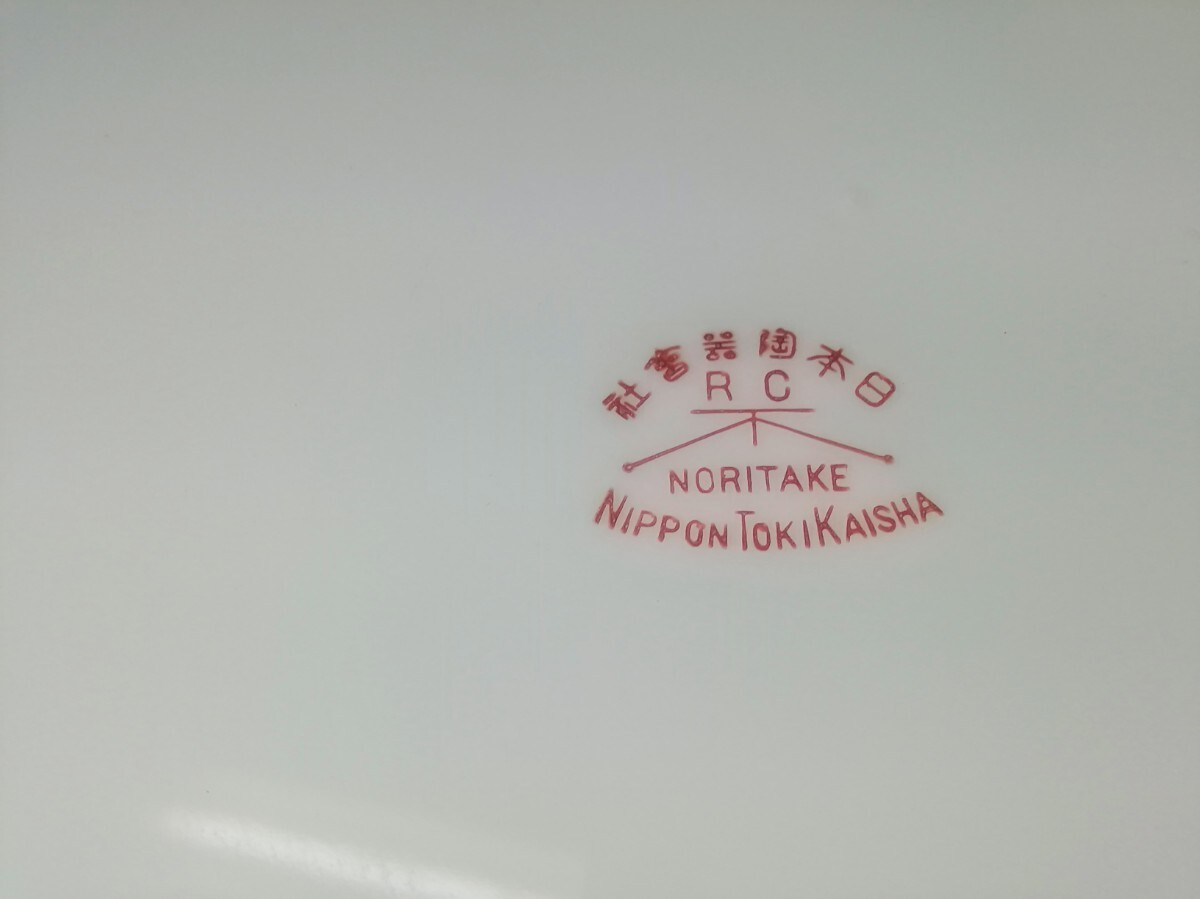 日本陶器會社
R C
NORITAKE
NIPPON TOKI KAISHA